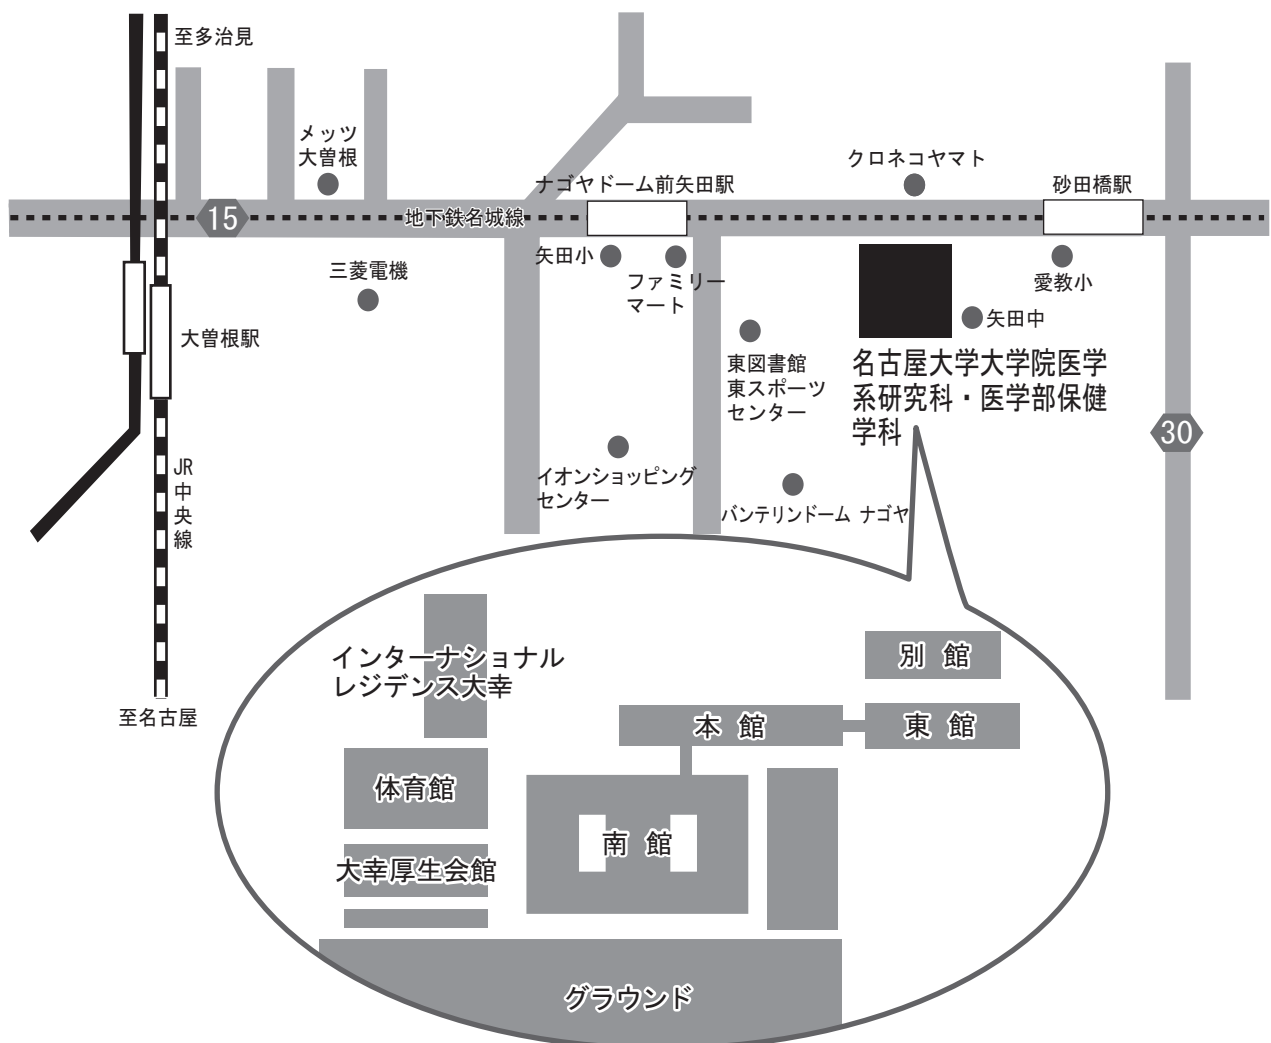 至多治見
メッツ
大曽根
クロネコヤマト
ナゴヤドーム前矢田駅
砂田橋駅
15
地下鉄名城線
矢田小
ファミリー
マート
愛教小
三菱電機
矢田中
大曽根駅
東図書館
東スポーツ
センター
名古屋大学大学院医学
系研究科・医学部保健
学科
30
JR
中
央
線
イオンショッピング
センター
バンテリンドーム ナゴヤ
至名古屋
インターナショナル
レジデンス大幸
別 館
本 館
東 館
体育館
南 館
大幸厚生会館
グラウンド